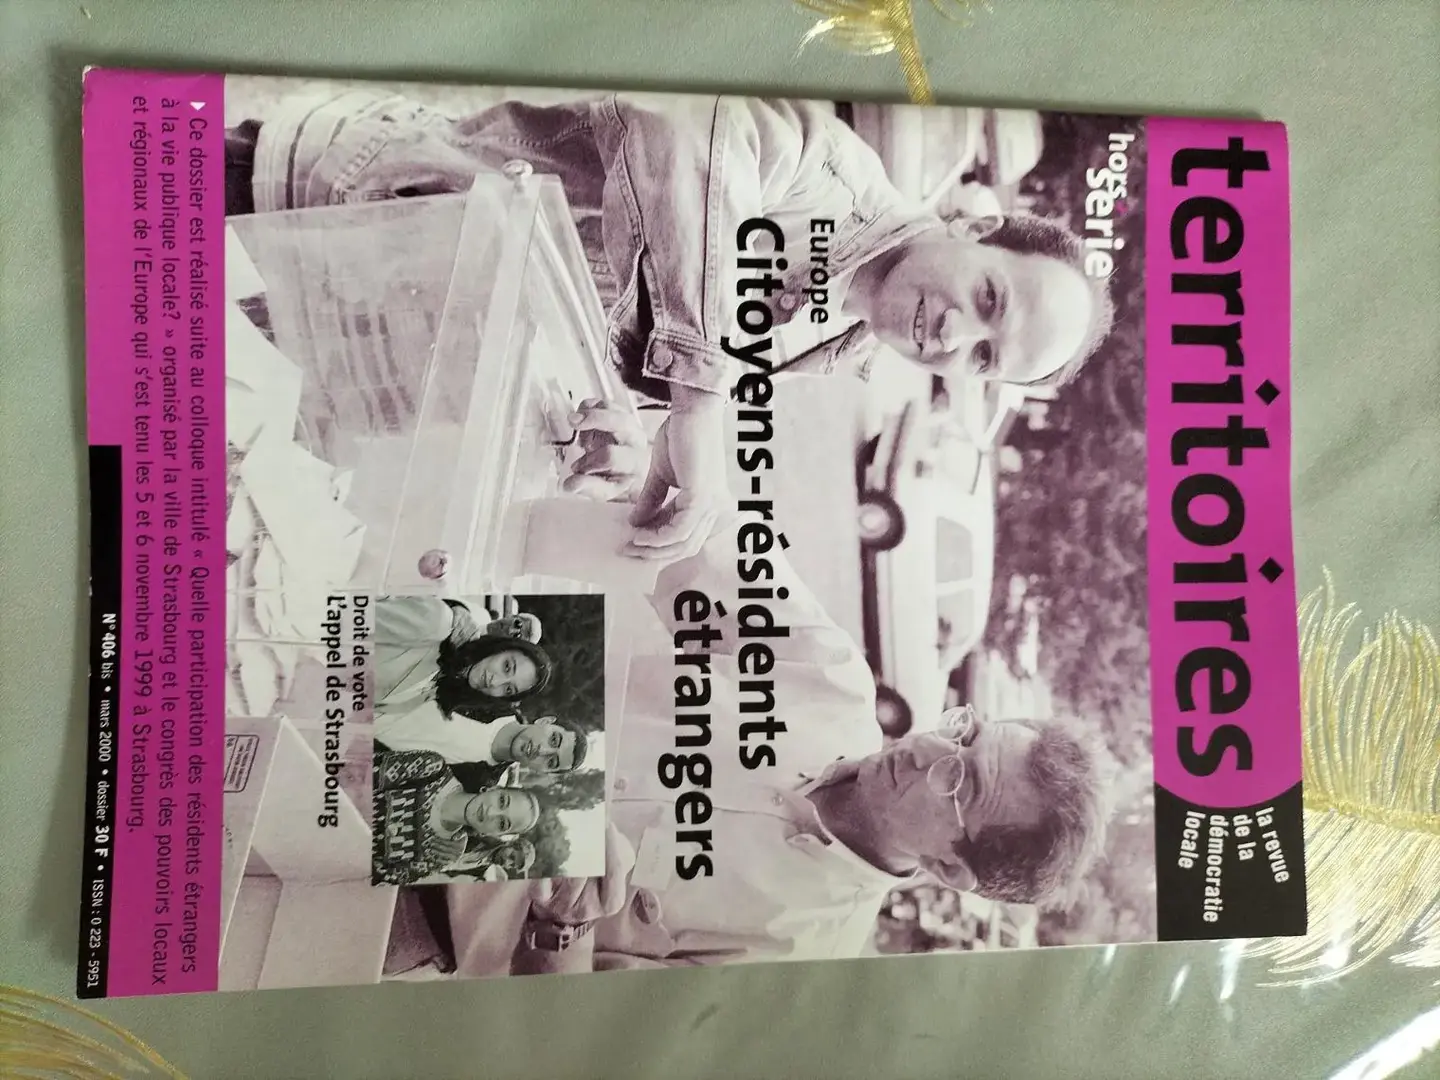 territoires
la revue
de la
démocratie
locale
hors
série
Europe
Citoyens-résidents
étrangers
Droit de vote
L'appel de Strasbourg
Ce dossier est réalisé suite au colloque intitulé « Quelle participation des résidents étrangers
à la vie publique locale? » organisé par la ville de Strasbourg et le congrès des pouvoirs locaux
et régionaux de l'Europe qui s'est tenu les 5 et 6 novembre 1999 à Strasbourg.
N° 406 bis • mars 2000 • dossier 30 F • ISSN : 0 223 - 5951